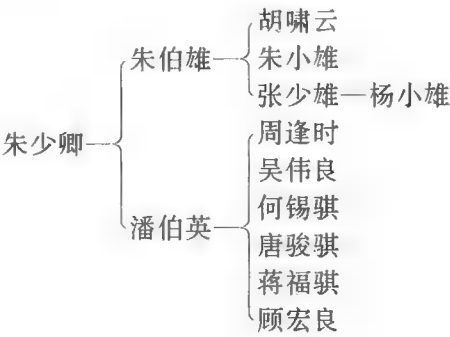 胡啸云
朱伯雄
朱小雄
张少雄—杨小雄
朱少卿
周逢时
吴伟良
何锡骐
潘伯英
唐骏骐
蒋福骐
顾宏良